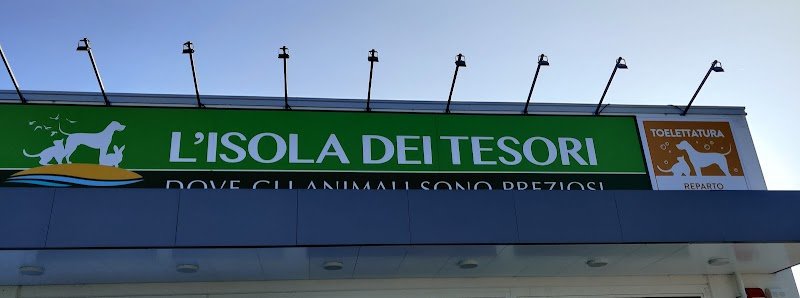 L'ISOLA DEI TESORI
DOVE GLI ANIMALI SONO PREZIOSI
TOELETTATURA
REPARTO